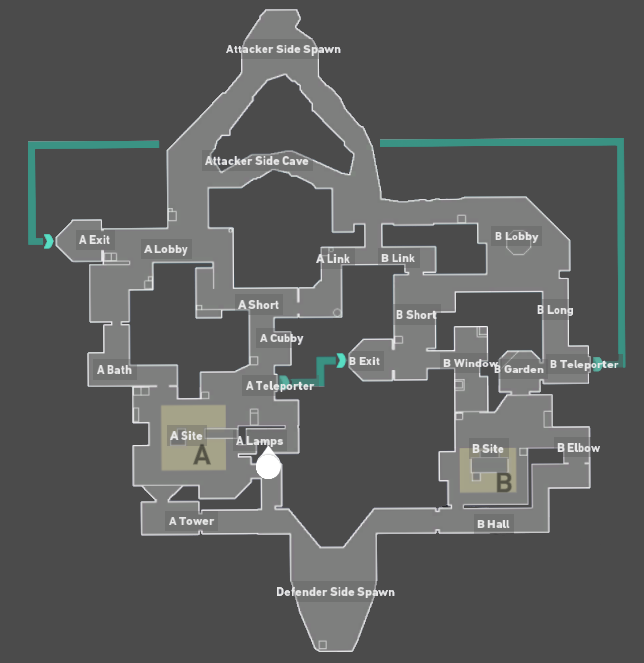 Attacker Side Spawn
Attacker Side Cave
A Exit
A Lobby
B Lobby
A Link
B Link
A Short
B Short
B Long
A Cubby
A Bath
A Teleporter
B Exit
B Window
B Garden
B Teleporter
A Site
A Lamps
A
B Site
B Elbow
B
A Tower
B Hall
Defender Side Spawn